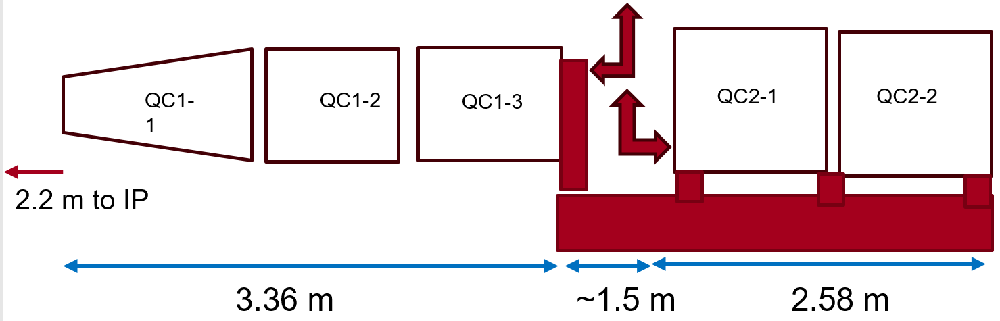 QC1-
1
QC1-2
QC1-3
QC2-1
QC2-2
2.2 m to IP
3.36 m
~1.5 m
2.58 m